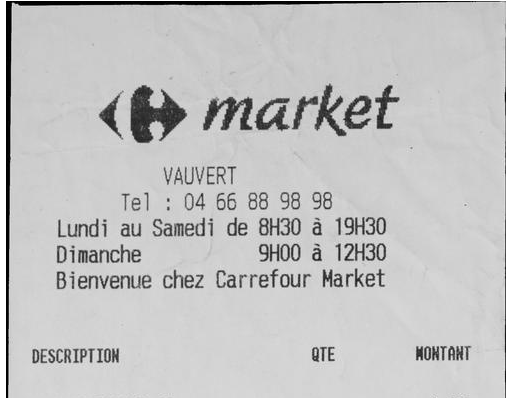 market
VAUVERT
Tel : 04 66 88 98 98
Lundi au Samedi de 8H30 à 19H30
Dimanche 9H00 à 12H30
Bienvenue chez Carrefour Market
DESCRIPTION QTE MONTANT